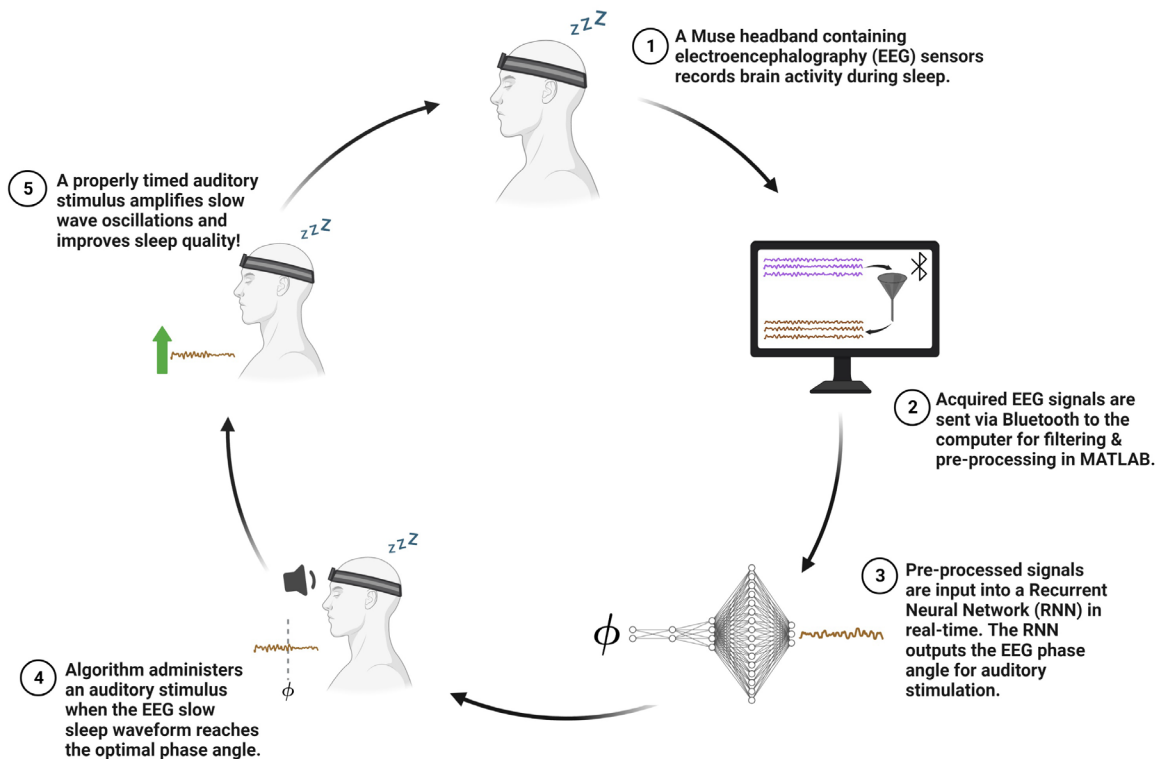 zzZ
1
A Muse headband containing
electroencephalography (EEG) sensors
records brain activity during sleep.
2
Acquired EEG signals are
sent via Bluetooth to the
computer for filtering &
pre-processing in MATLAB.
3
Pre-processed signals
are input into a Recurrent
Neural Network (RNN) in
real-time. The RNN
outputs the EEG phase
angle for auditory
stimulation.
ϕ
zzZ
ϕ
4
Algorithm administers
an auditory stimulus
when the EEG slow
sleep waveform reaches
the optimal phase angle.
5
A properly timed auditory
stimulus amplifies slow
wave oscillations and
improves sleep quality!
zzZ